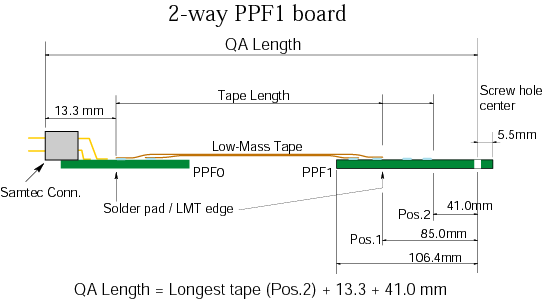 2-way PPF1 board
QA Length
Screw hole
center
13.3 mm
Tape Length
5.5mm
Low-Mass Tape
PPF0
PPF1
Samtec Conn.
Solder pad / LMT edge
Pos.2
41.0mm
Pos.1
85.0mm
106.4mm
QA Length = Longest tape (Pos.2) + 13.3 + 41.0 mm